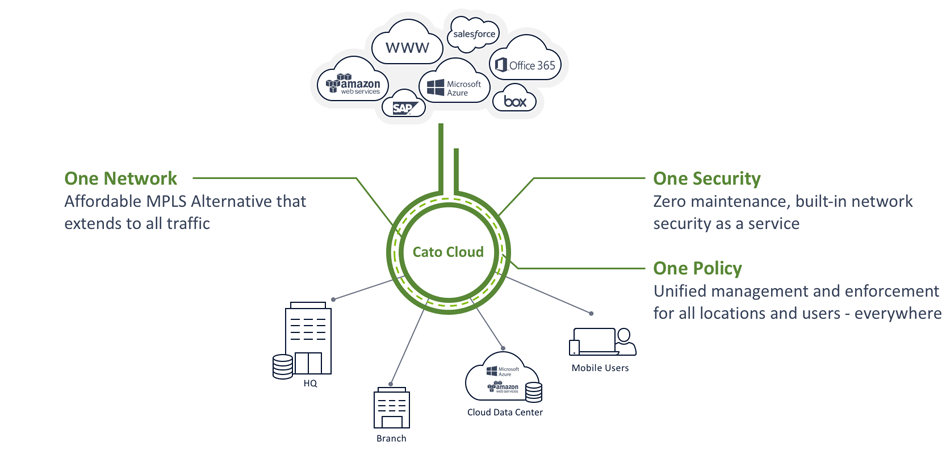 salesforce
www
Office 365
amazon
web services
Microsoft
Azure
SAP
box
One Network
Affordable MPLS Alternative that
extends to all traffic
One Security
Zero maintenance, built-in network
security as a service
Cato Cloud
One Policy
Unified management and enforcement
for all locations and users - everywhere
HQ
Branch
Microsoft
Azure
amazon
web services
Cloud Data Center
Mobile Users